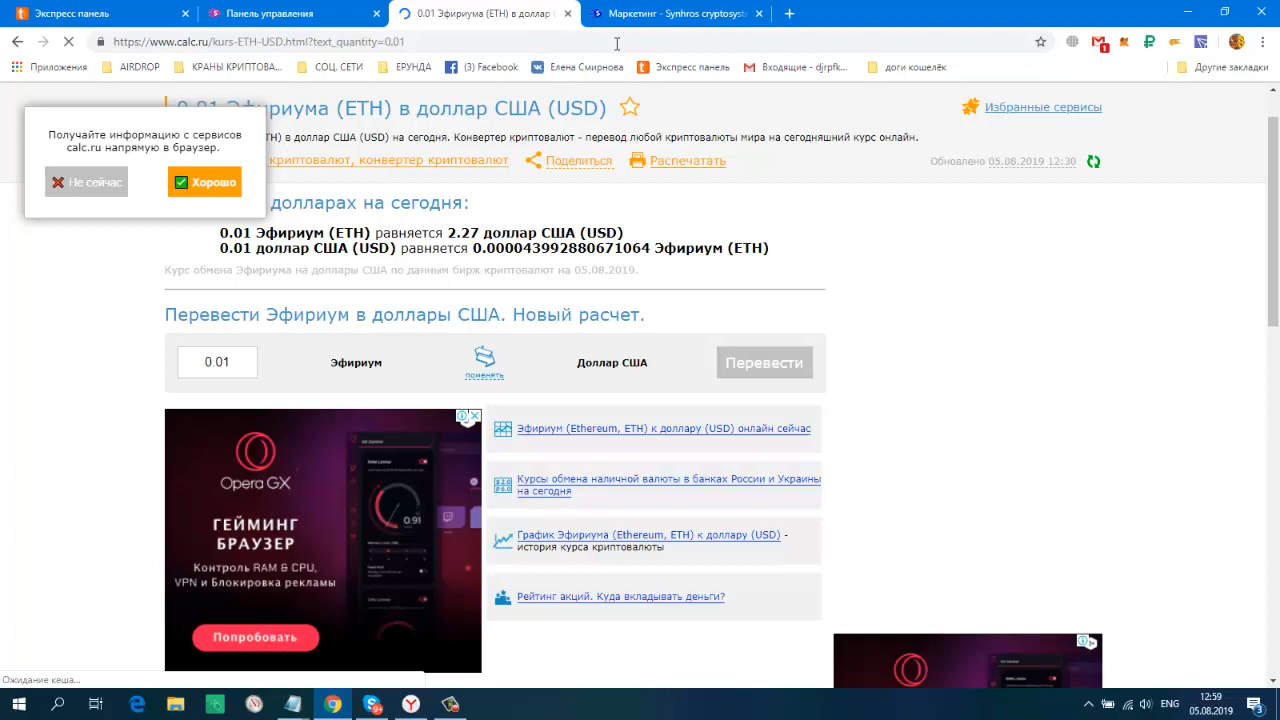 Экспресс панель
Панель управления
0.01 Эфириума (ETH) в доллар
Маркетинг - Synhros cryptosyste
https://www.calc.ru/kurs-ETH-USD.html?text_quantity=0.01
1
Приложения
AIRDROP
КРАНЫ КРИПТОВА...
СОЦ. СЕТИ
ЕРУНДА
(3) Facebook
Елена Смирнова
Экспресс панель
Входящие - djrpfk...
доги кошелёк
Другие закладки
0.01 Эфириума (ETH) в доллар США (USD)
Избранные сервисы
Получайте информацию с сервисов
calc.ru напрямую в браузер.
Не сейчас
Хорошо
H) в доллар США (USD) на сегодня. Конвертер криптовалют - перевод любой криптовалюты мира на сегодняшний курс онлайн.
криптовалют, конвертер криптовалют
Поделиться
Распечатать
Обновлено 05.08.2019 12:30
долларах на сегодня:
0.01 Эфириум (ETH) равняется 2.27 доллар США (USD)
0.01 доллар США (USD) равняется 0.000043992880671064 Эфириум (ETH)
Курс обмена Эфириума на доллары США по данным бирж криптовалют на 05.08.2019.
Перевести Эфириум в доллары США. Новый расчет.
0.01
Эфириум
поменять
Доллар США
Перевести
Opera GX
ГЕЙМИНГ
БРАУЗЕР
Контроль RAM & CPU,
VPN и Блокировка рекламы
Попробовать
0.91
Эфириум (Ethereum, ETH) к доллару (USD) онлайн сейчас
Курсы обмена наличной валюты в банках России и Украины
на сегодня
График Эфириума (Ethereum, ETH) к доллару (USD) -
история курса криптовалюты
Рейтинг акций. Куда вкладывать деньги?
Ожидание кеша...
ENG
12:59
05.08.2019
3